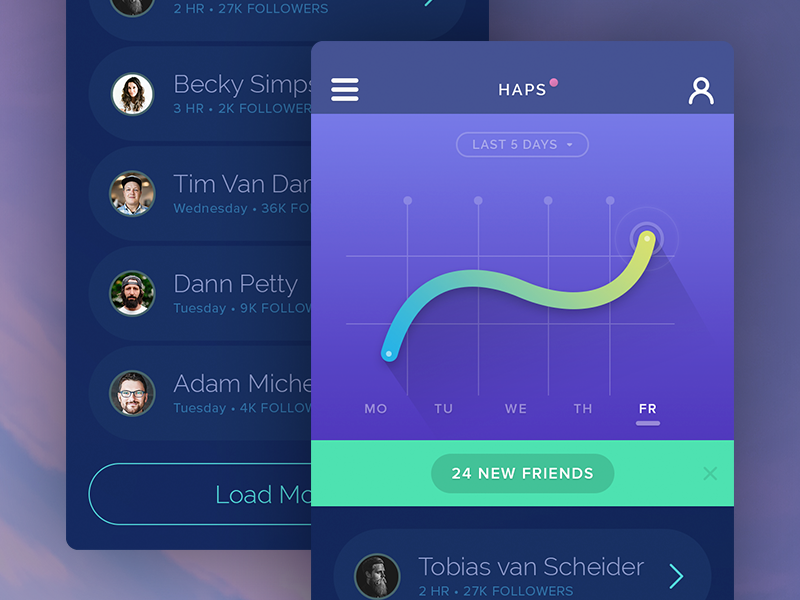 2 HR • 27K FOLLOWERS
Becky Simps
3 HR • 2K FOLLOWER
Tim Van Dar
Wednesday • 36K FO
Dann Petty
Tuesday • 9K FOLLOW
Adam Miche
Tuesday • 4K FOLLOW
Load Mo
HAPS
LAST 5 DAYS
MO TU WE TH FR
24 NEW FRIENDS
Tobias van Scheider
2 HR • 27K FOLLOWERS